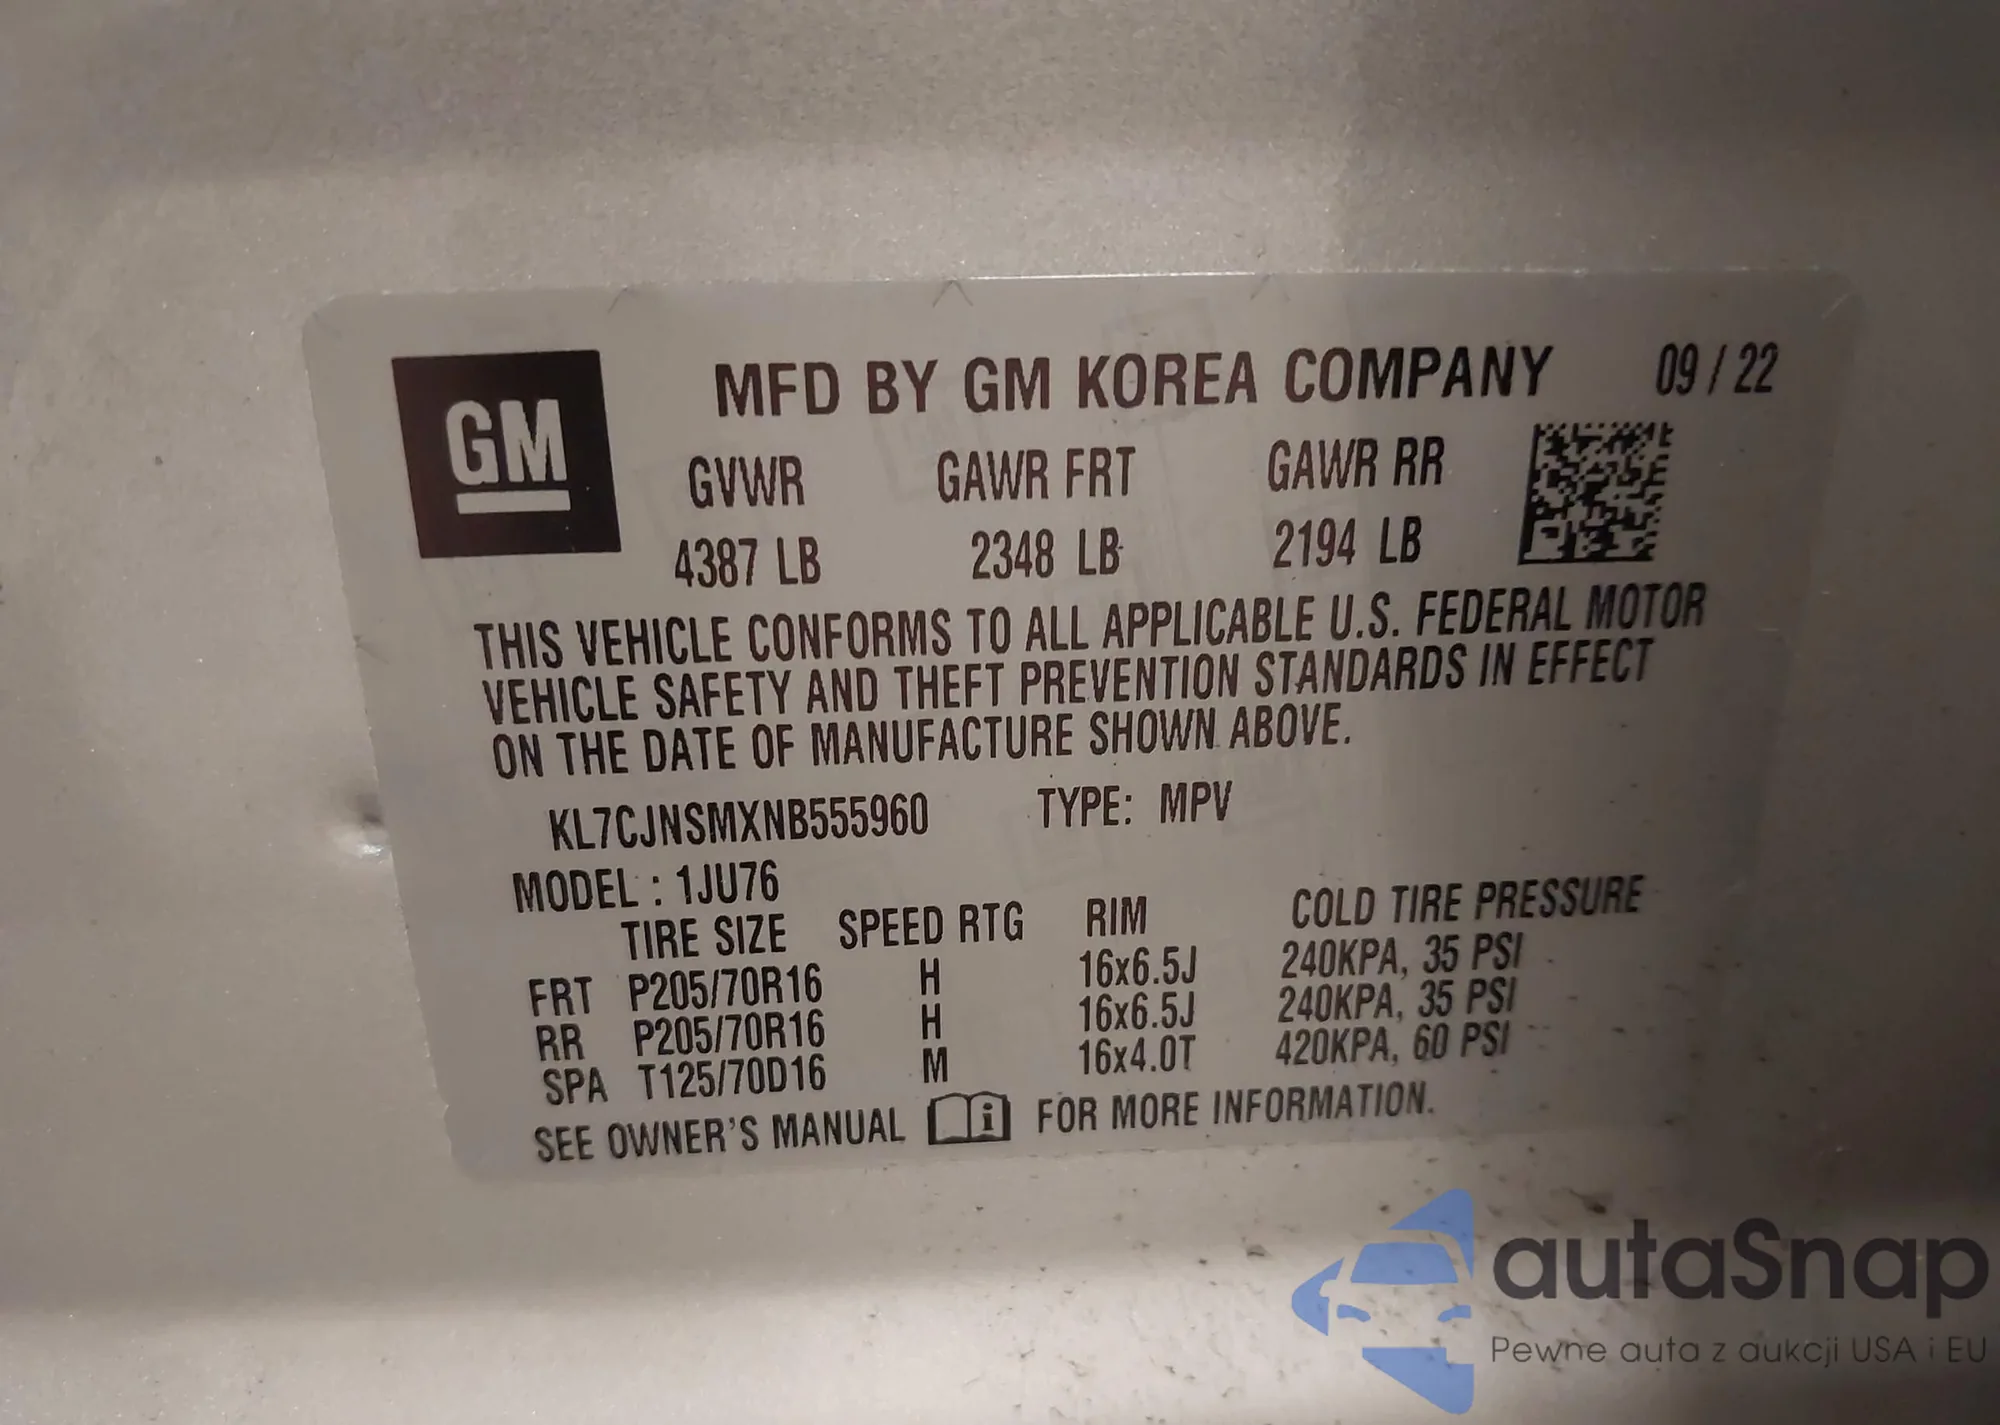 GM
MFD BY GM KOREA COMPANY 09 / 22
GVWR GAWR FRT GAWR RR
4387 LB 2348 LB 2194 LB
THIS VEHICLE CONFORMS TO ALL APPLICABLE U.S. FEDERAL MOTOR
VEHICLE SAFETY AND THEFT PREVENTION STANDARDS IN EFFECT
ON THE DATE OF MANUFACTURE SHOWN ABOVE.
KL7CJNSMXNB555960 TYPE: MPV
MODEL : 1JU76
TIRE SIZE SPEED RTG RIM COLD TIRE PRESSURE
FRT P205/70R16 H 16x6.5J 240KPA, 35 PSI
RR P205/70R16 H 16x6.5J 240KPA, 35 PSI
SPA T125/70D16 M 16x4.0T 420KPA, 60 PSI
SEE OWNER'S MANUAL i FOR MORE INFORMATION.
autaSnap
Pewne auta z aukcji USA i EU